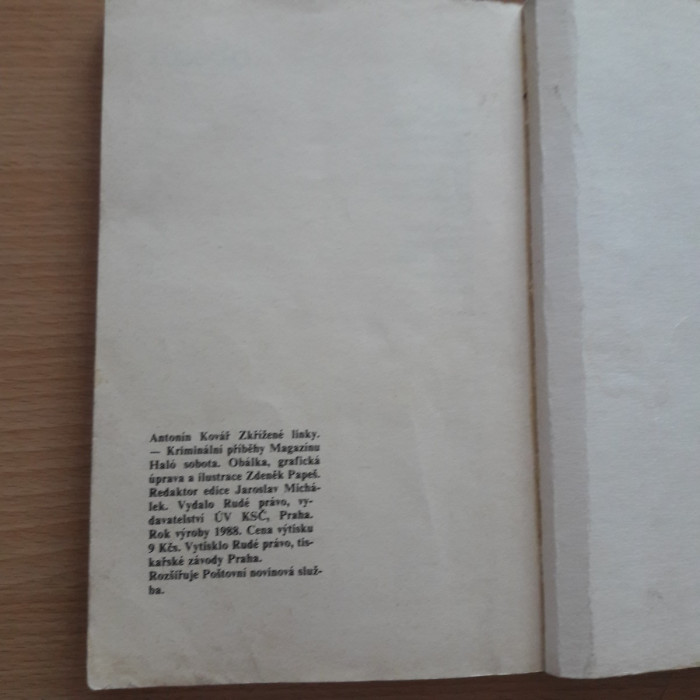 Antonín Kovář Zkřížené linky.
— Kriminální příběhy Magazínu
Haló sobota. Obálka, grafická
úprava a ilustrace Zdeněk Papeš.
Redaktor edice Jaroslav Michá-
lek. Vydalo Rudé právo, vy-
davatelství ÚV KSČ, Praha.
Rok výroby 1988. Cena výtisku
9 Kčs. Vytisklo Rudé právo, tis-
kařské závody Praha.
Rozšiřuje Poštovní novinová služ-
ba.